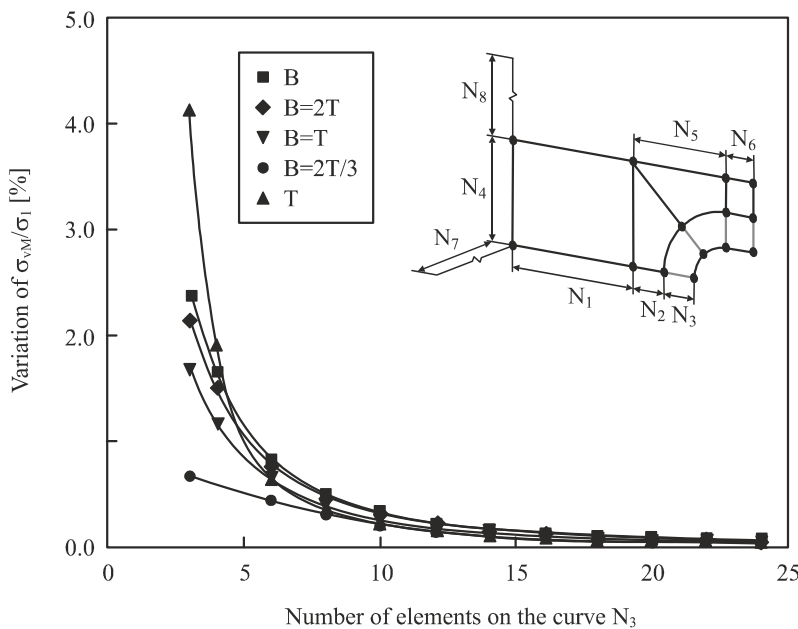 5.0
4.0
3.0
2.0
0.0
Variation of σvM/σ1 [%]
B
B=2T
B=T
B=2T/3
T
N8
N5
N6
N4
N7
N1
N2
N3
0
5
10
15
20
25
Number of elements on the curve N3